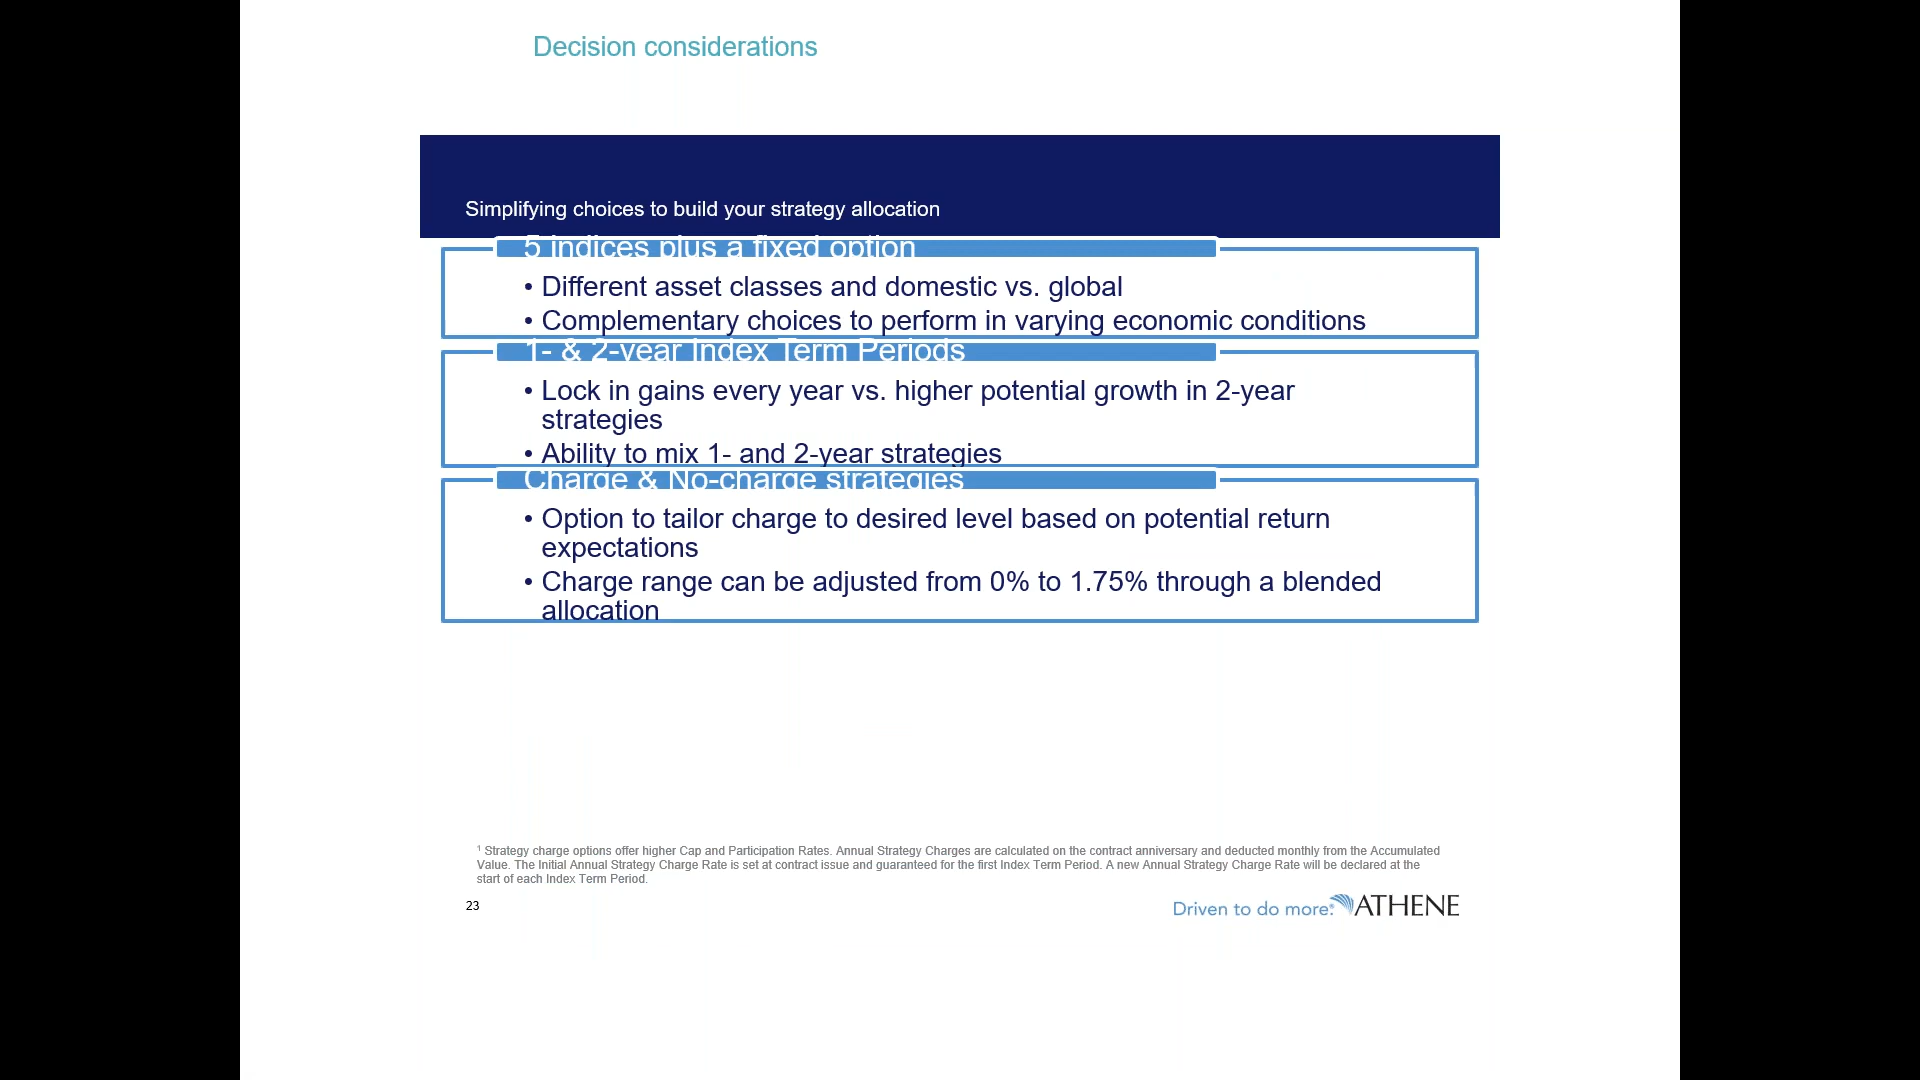 Decision considerations
Simplifying choices to build your strategy allocation
5 indices plus a fixed option
• Different asset classes and domestic vs. global
• Complementary choices to perform in varying economic conditions
1- & 2-year Index Term Periods
• Lock in gains every year vs. higher potential growth in 2-year
strategies
• Ability to mix 1- and 2-year strategies
Charge & No-charge strategies
• Option to tailor charge to desired level based on potential return
expectations
• Charge range can be adjusted from 0% to 1.75% through a blended
allocation
¹ Strategy charge options offer higher Cap and Participation Rates. Annual Strategy Charges are calculated on the contract anniversary and deducted monthly from the Accumulated
Value. The Initial Annual Strategy Charge Rate is set at contract issue and guaranteed for the first Index Term Period. A new Annual Strategy Charge Rate will be declared at the
start of each Index Term Period.
23
Driven to do more.® ATHENE